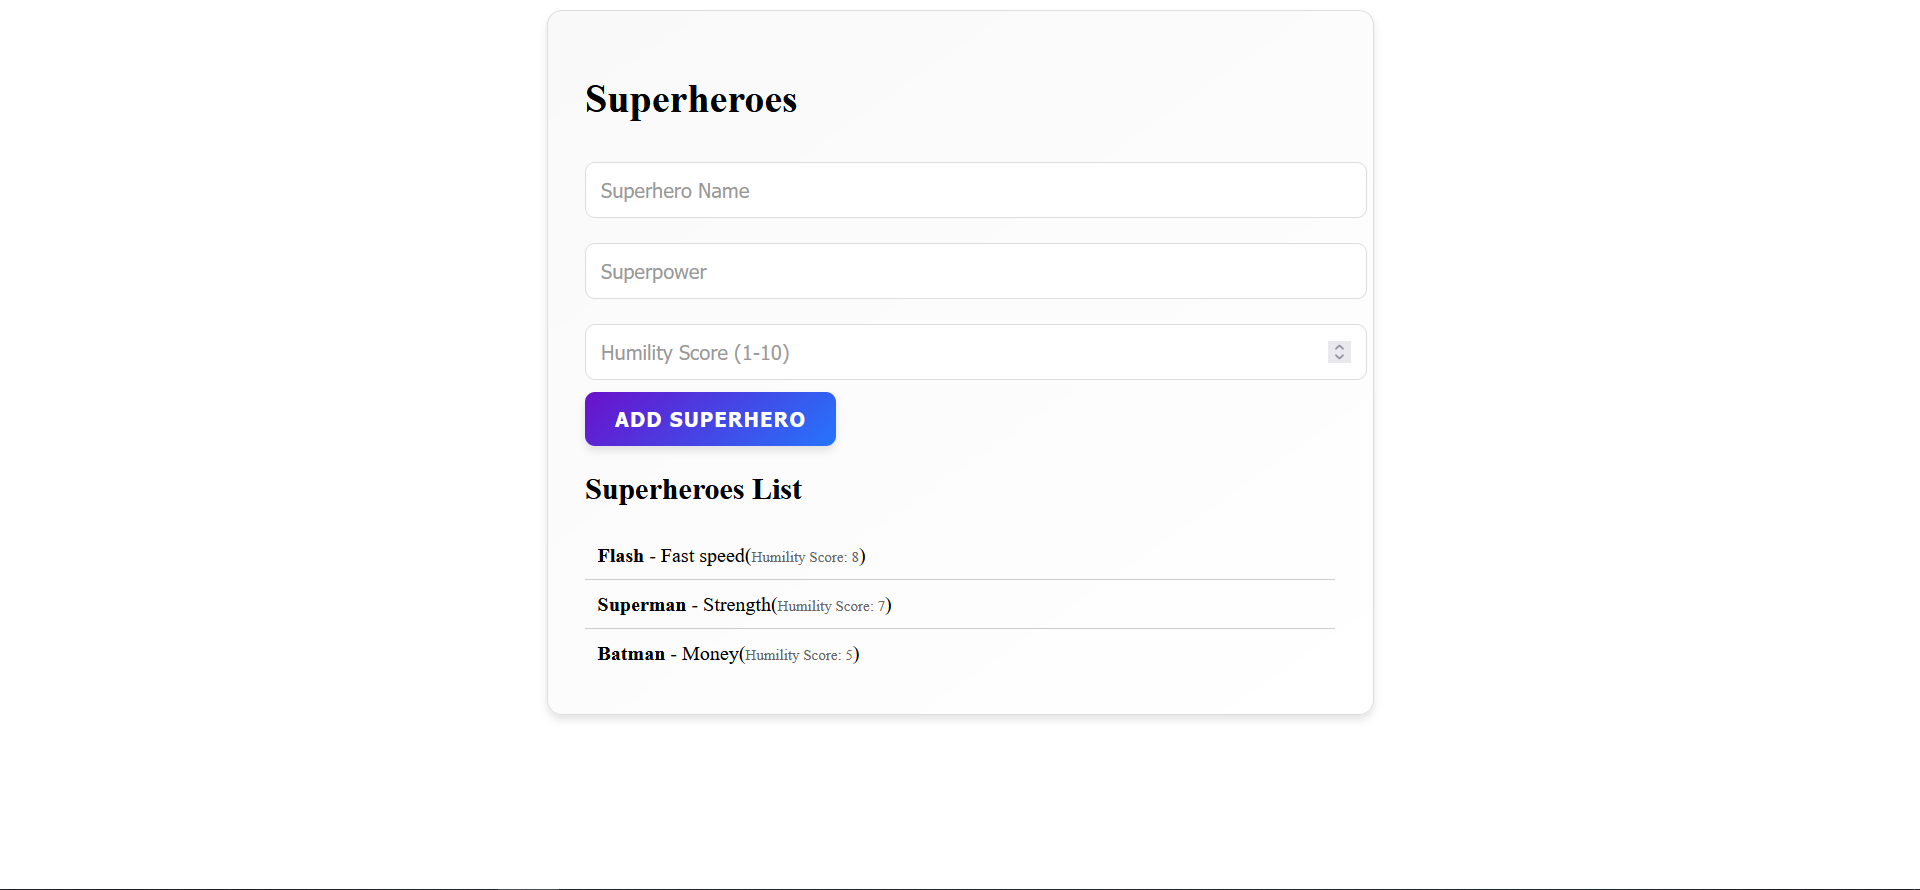 Superheroes
Superhero Name
Superpower
Humility Score (1-10)
ADD SUPERHERO
Superheroes List
Flash - Fast speed(Humility Score: 8)
Superman - Strength(Humility Score: 7)
Batman - Money(Humility Score: 5)